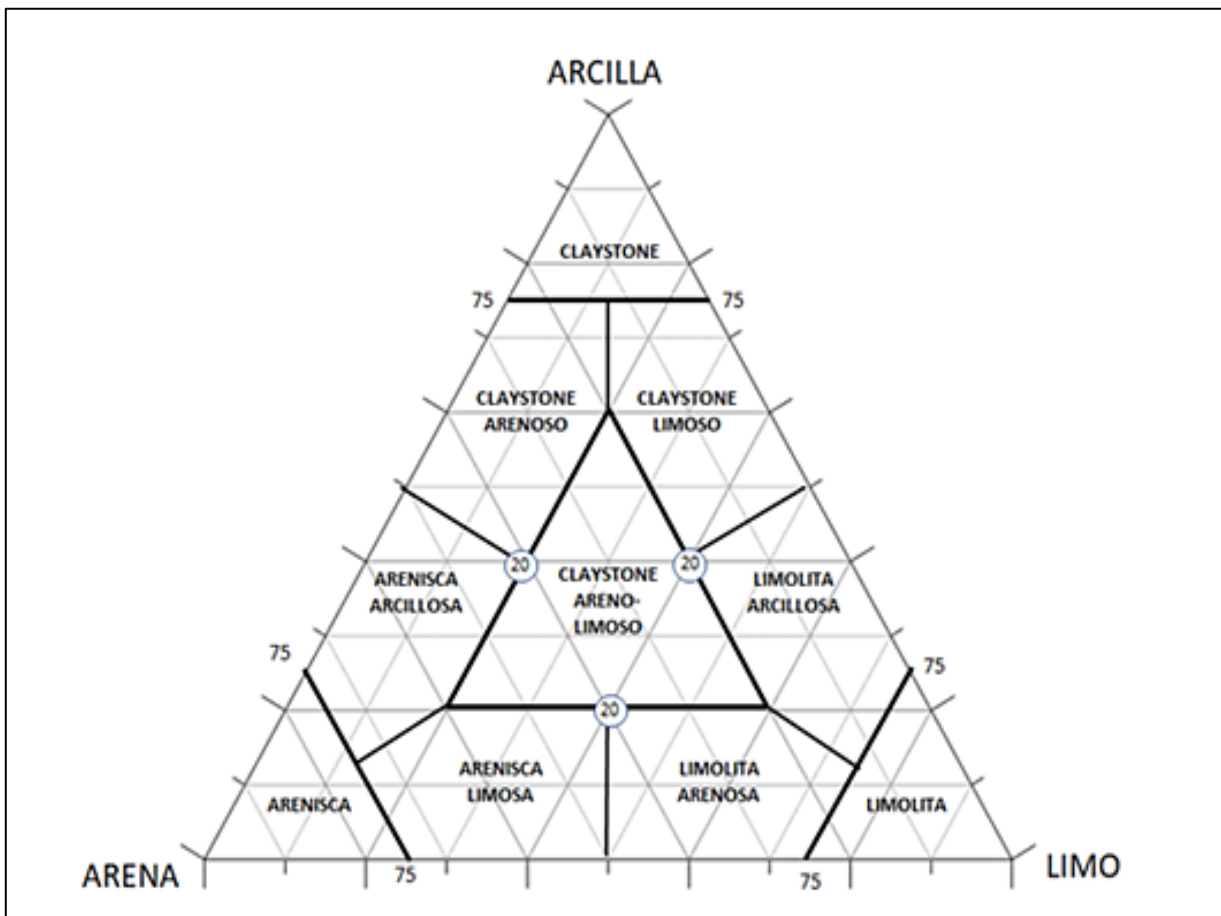 ARCILLA
CLAYSTONE
75
75
CLAYSTONE
ARENOSO
CLAYSTONE
LIMOSO
20
20
ARENISCA
ARCILLOSA
CLAYSTONE
ARENO-
LIMOSO
LIMOLITA
ARCILLOSA
75
75
20
ARENISCA
LIMOSA
LIMOLITA
ARENOSA
ARENISCA
LIMOLITA
ARENA
75
75
LIMO